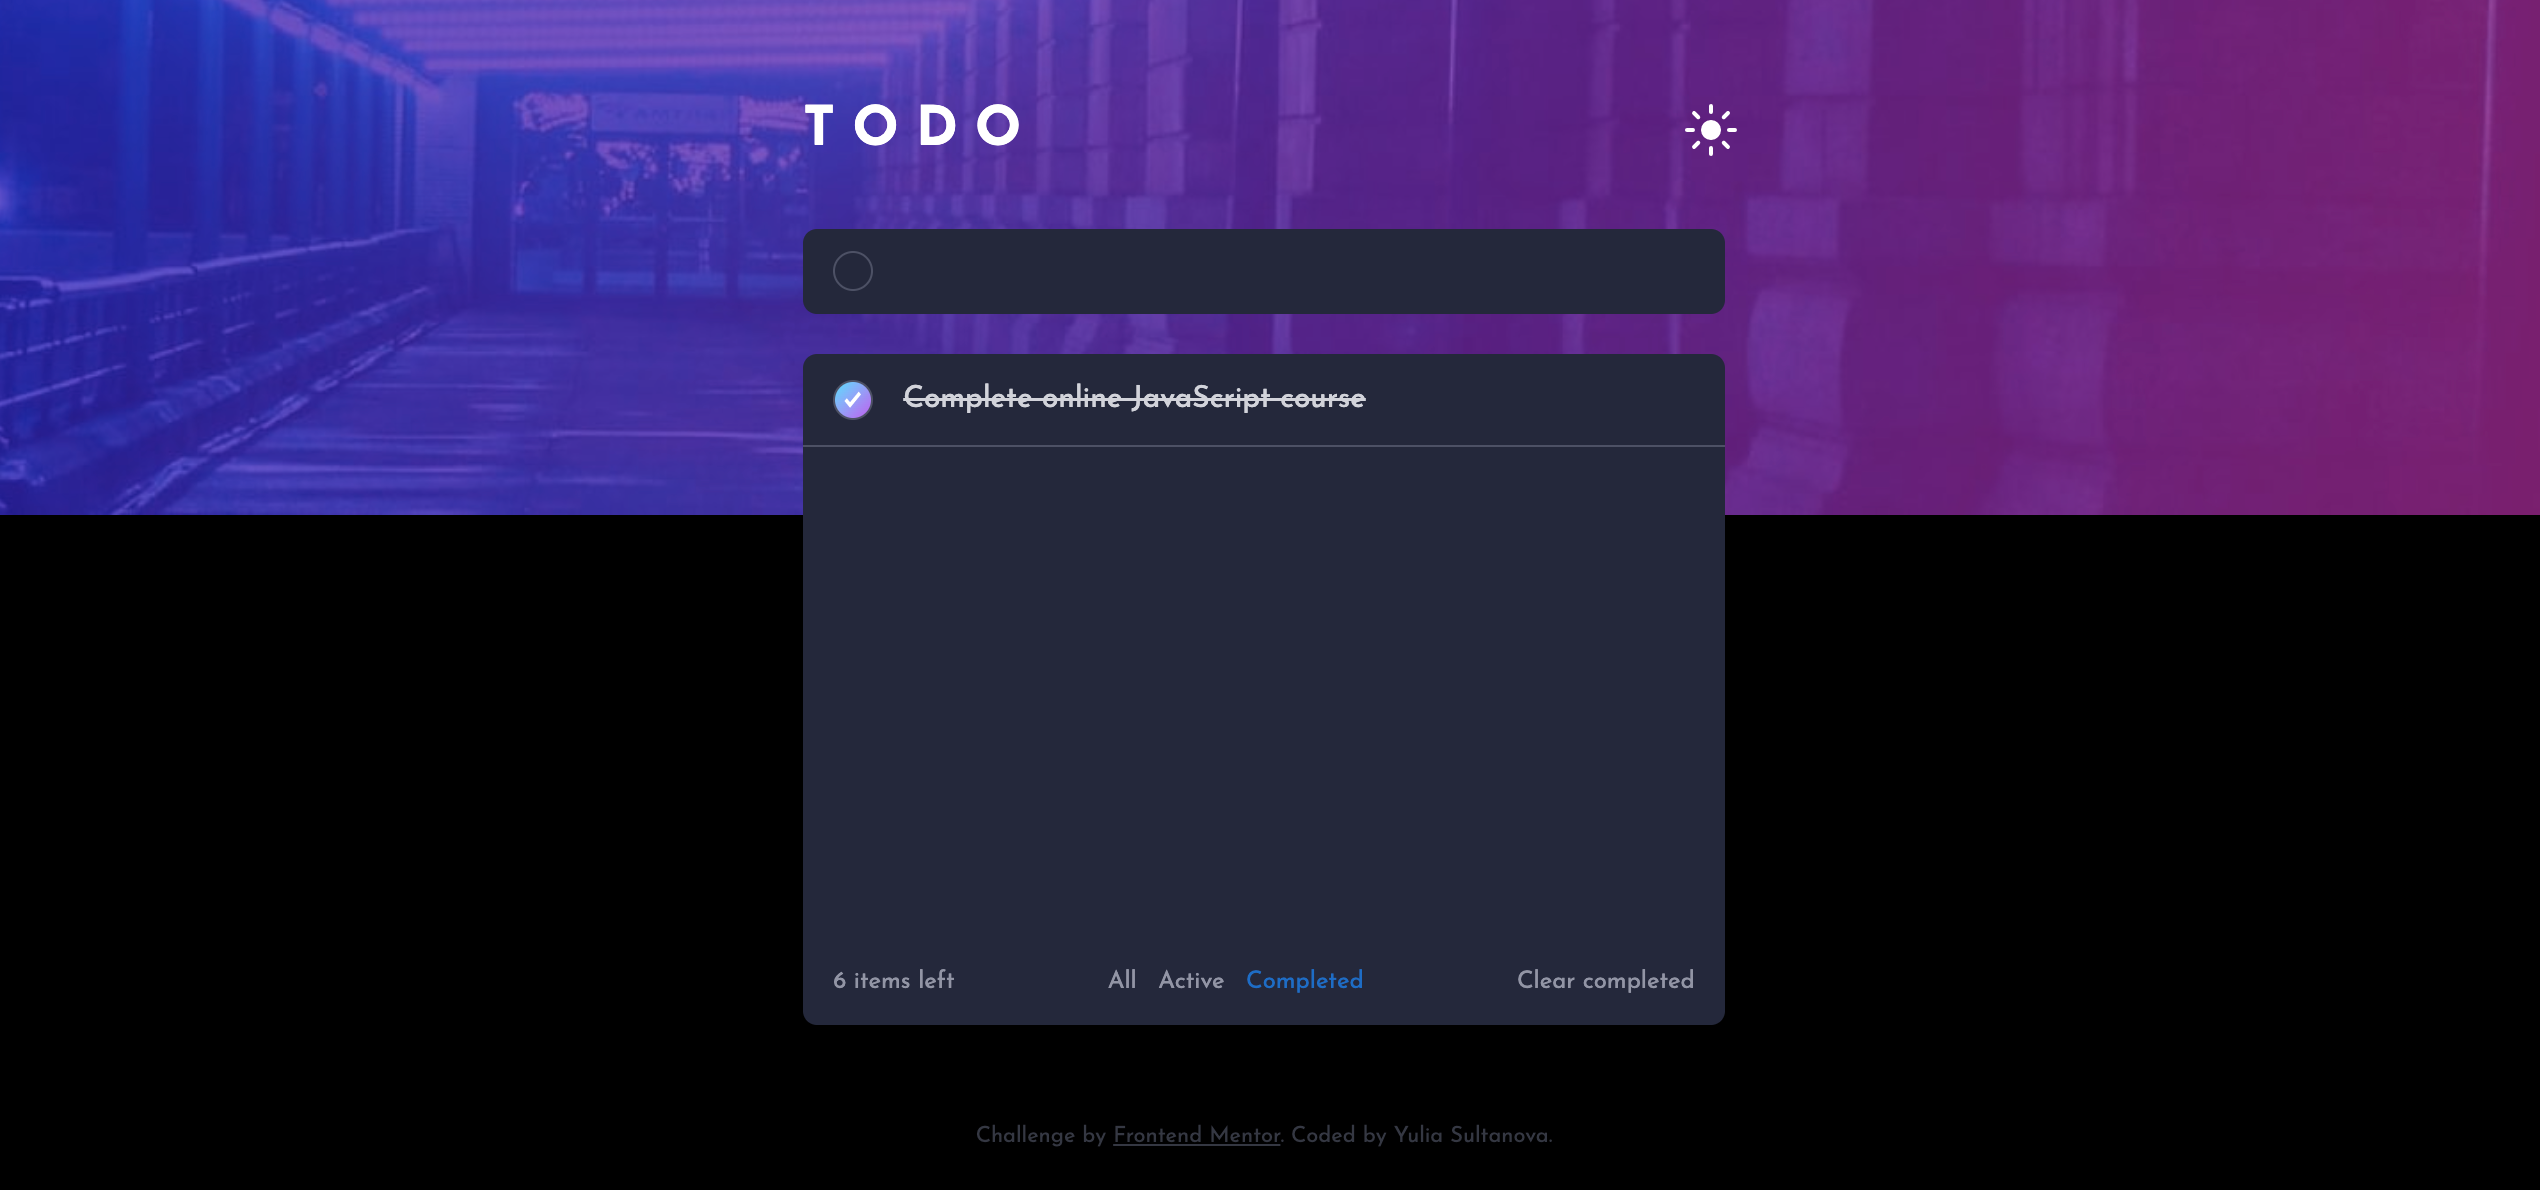 TODO
Complete online JavaScript course
6 items left
All
Active
Completed
Clear completed
Challenge by Frontend Mentor. Coded by Yulia Sultanova.